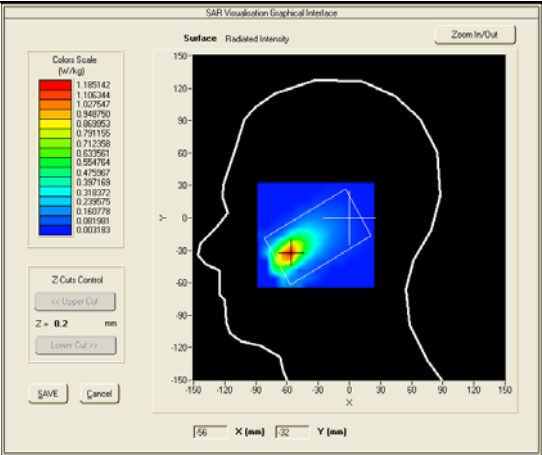 SAR Visualisation Graphical Interface
Surface Radiated Intensity
Zoom In/Out
Colors Scale
(W/kg)
1.185142
1.106344
1.027547
0.948750
0.869953
0.791155
0.712358
0.633561
0.554764
0.475967
0.397169
0.318372
0.239575
0.160778
0.081981
0.003183
Z-Cuts Control
<< Upper Cut
Z = 0.2 mm
Lower Cut >>
SAVE Cancel
150-
120-
90-
60-
30-
0-
-30-
-60-
-90-
-120-
-150-
Y
-150 -120 -90 -60 -30 0 30 60 90 120 150
X
-56 X (mm) -32 Y (mm)